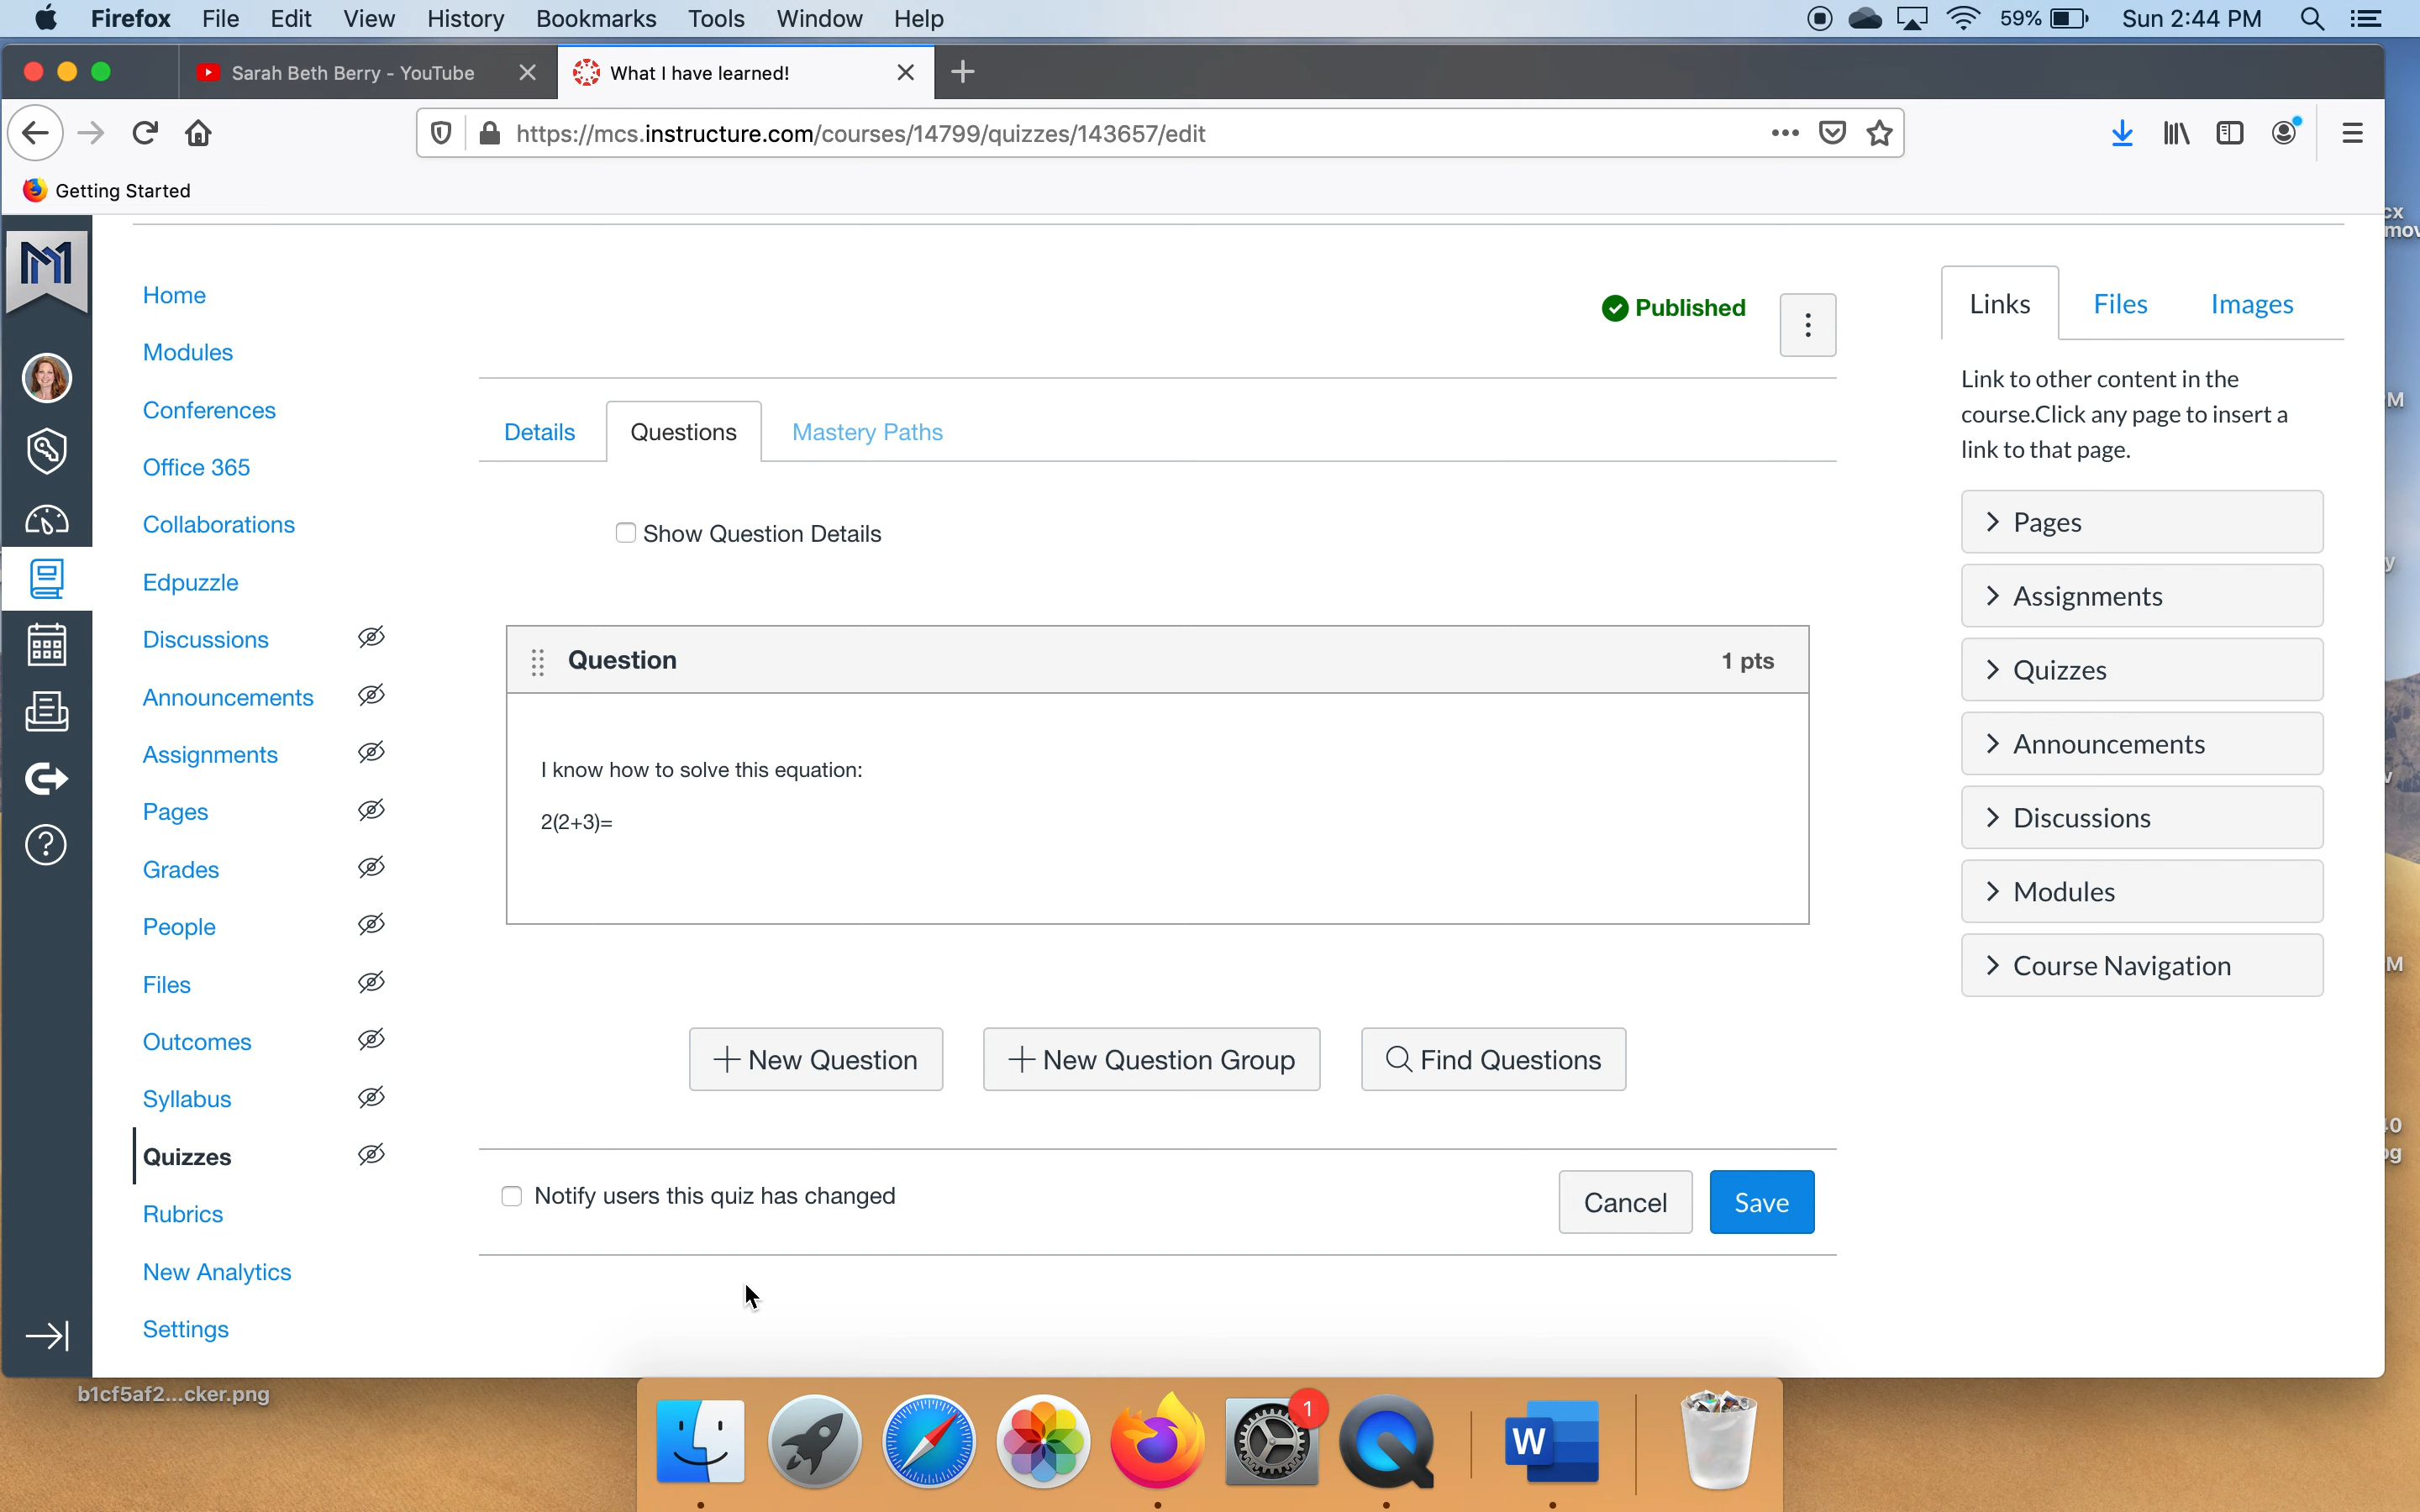 Firefox File Edit View History Bookmarks Tools Window Help 59% Sun 2:44 PM
Sarah Beth Berry - YouTube What I have learned!
https://mcs.instructure.com/courses/14799/quizzes/143657/edit
Getting Started
Home
Modules
Conferences
Office 365
Collaborations
Edpuzzle
Discussions
Announcements
Assignments
Pages
Grades
People
Files
Outcomes
Syllabus
Quizzes
Rubrics
New Analytics
Settings
Published
Details Questions Mastery Paths
Show Question Details
Question 1 pts
I know how to solve this equation:
2(2+3)=
New Question New Question Group Find Questions
Notify users this quiz has changed Cancel Save
Links Files Images
Link to other content in the
course.Click any page to insert a
link to that page.
Pages
Assignments
Quizzes
Announcements
Discussions
Modules
Course Navigation
b1cf5af2...cker.png
1
W